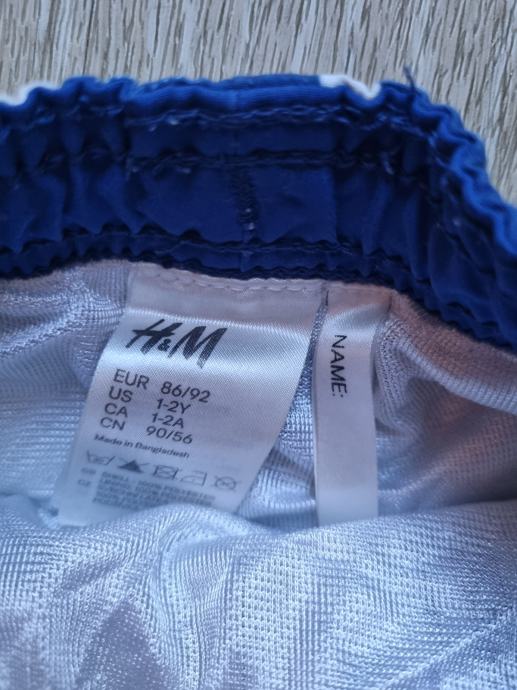 H&M
EUR 86/92
US 1-2Y
CA 1-2A
CN 90/56
Made in Bangladesh
NAME: